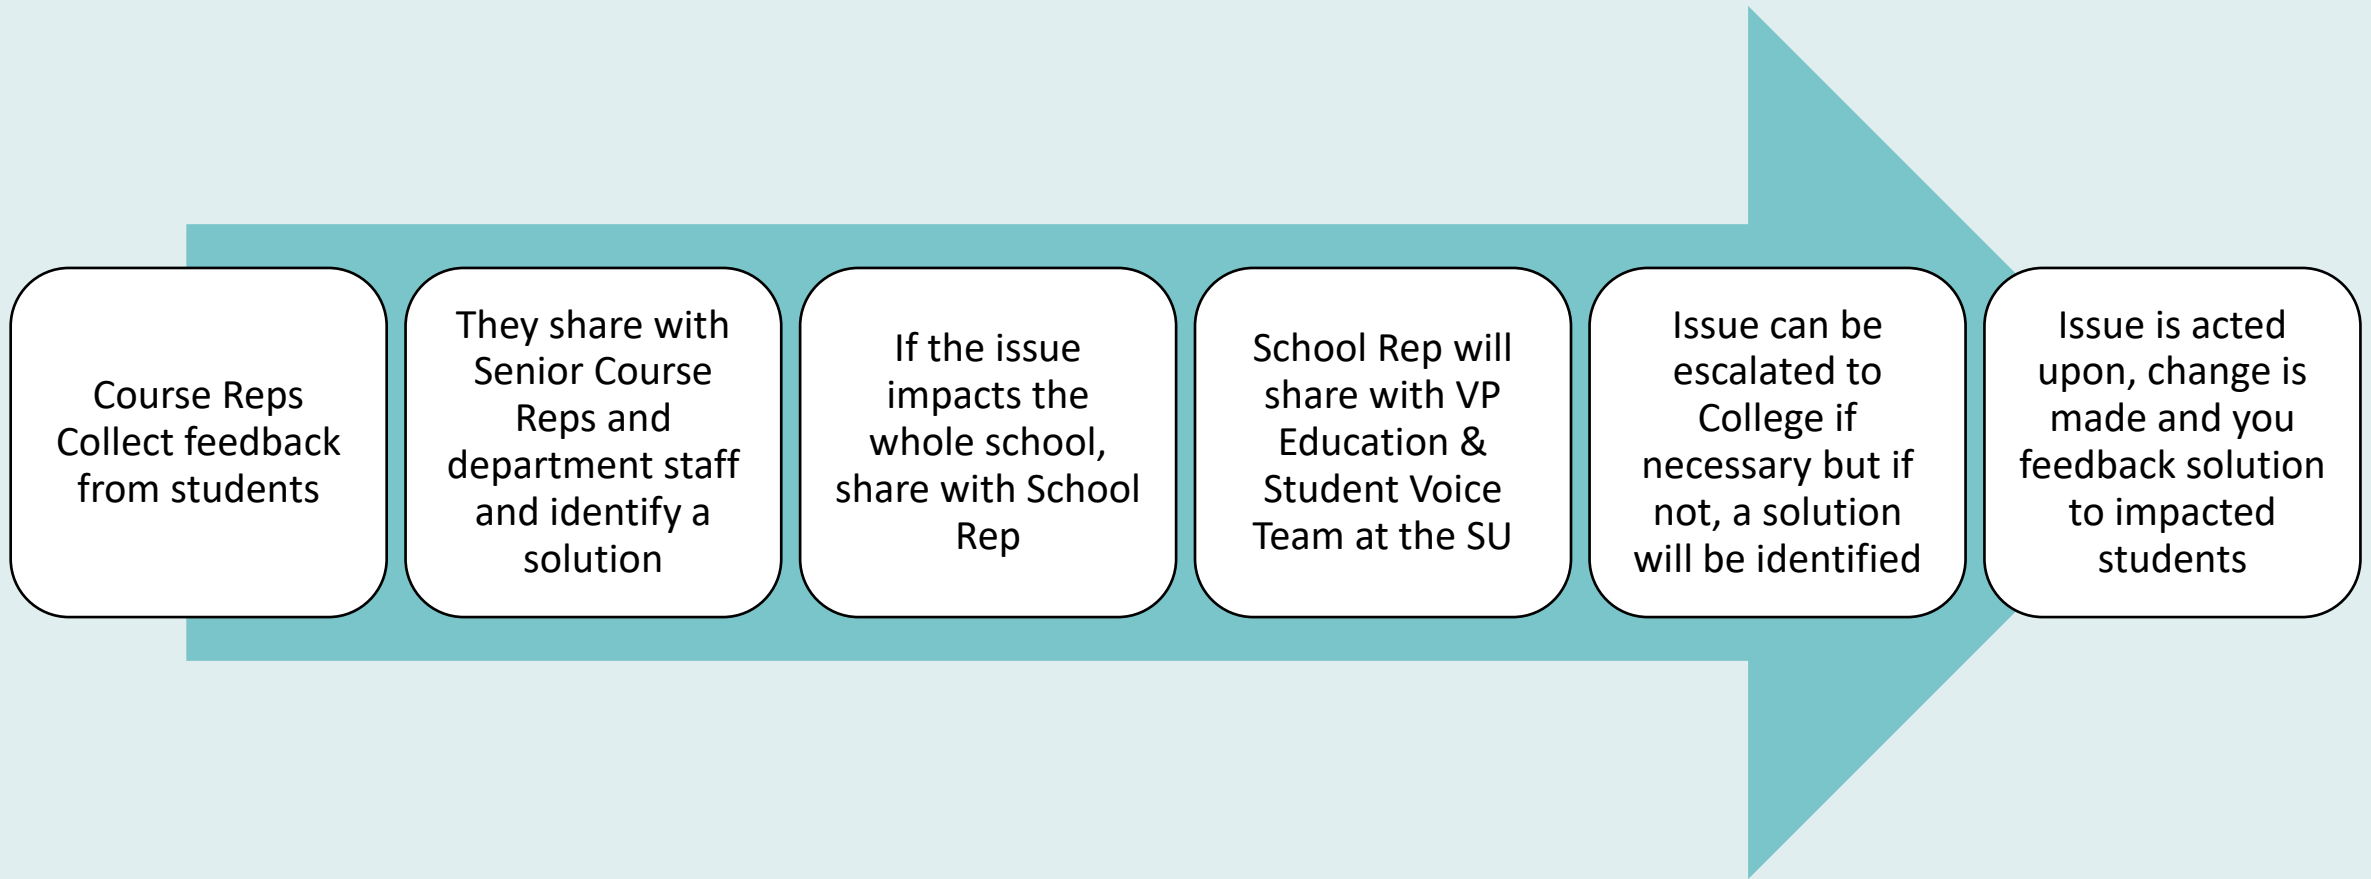 Course Reps
Collect feedback
from students
They share with
Senior Course
Reps and
department staff
and identify a
solution
If the issue
impacts the
whole school,
share with School
Rep
School Rep will
share with VP
Education &
Student Voice
Team at the SU
Issue can be
escalated to
College if
necessary but if
not, a solution
will be identified
Issue is acted
upon, change is
made and you
feedback solution
to impacted
students